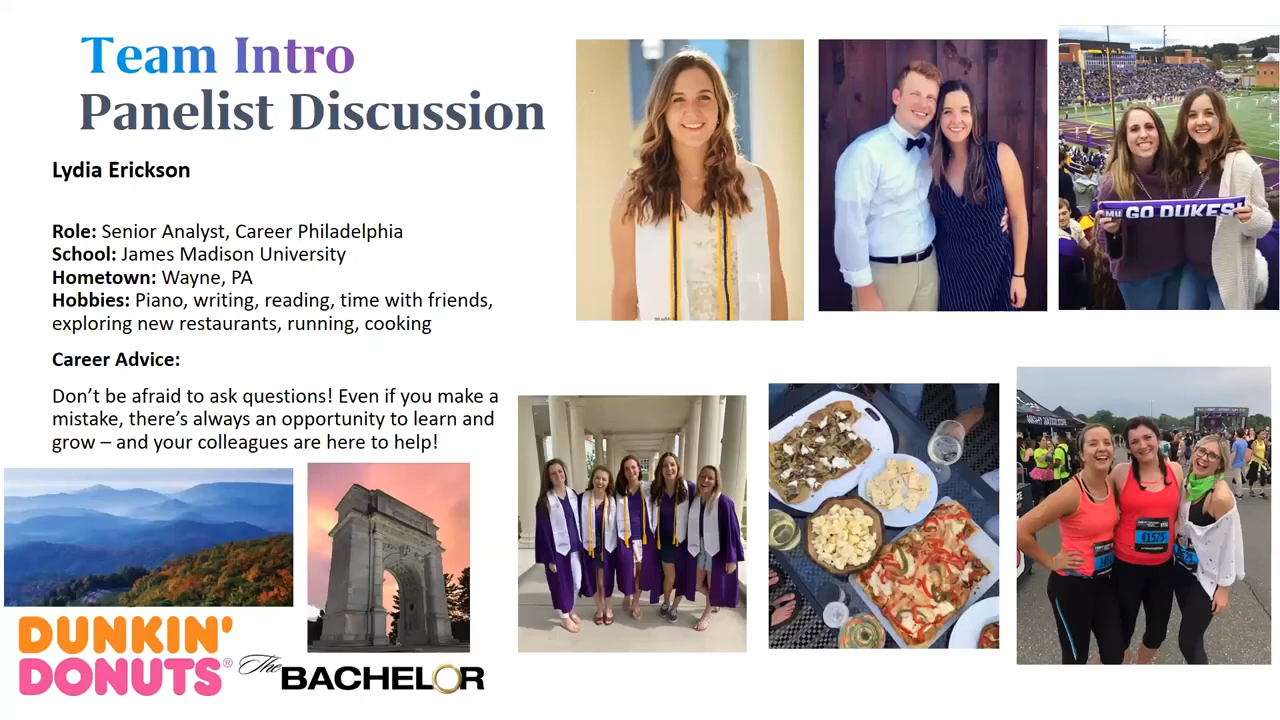 Team Intro
Panelist Discussion
Lydia Erickson
Role: Senior Analyst, Career Philadelphia
School: James Madison University
Hometown: Wayne, PA
Hobbies: Piano, writing, reading, time with friends,
exploring new restaurants, running, cooking
Career Advice:
Don't be afraid to ask questions! Even if you make a
mistake, there's always an opportunity to learn and
grow – and your colleagues are here to help!
DUNKIN'
DONUTS®
The BACHELOR
GO DUKES!
41575